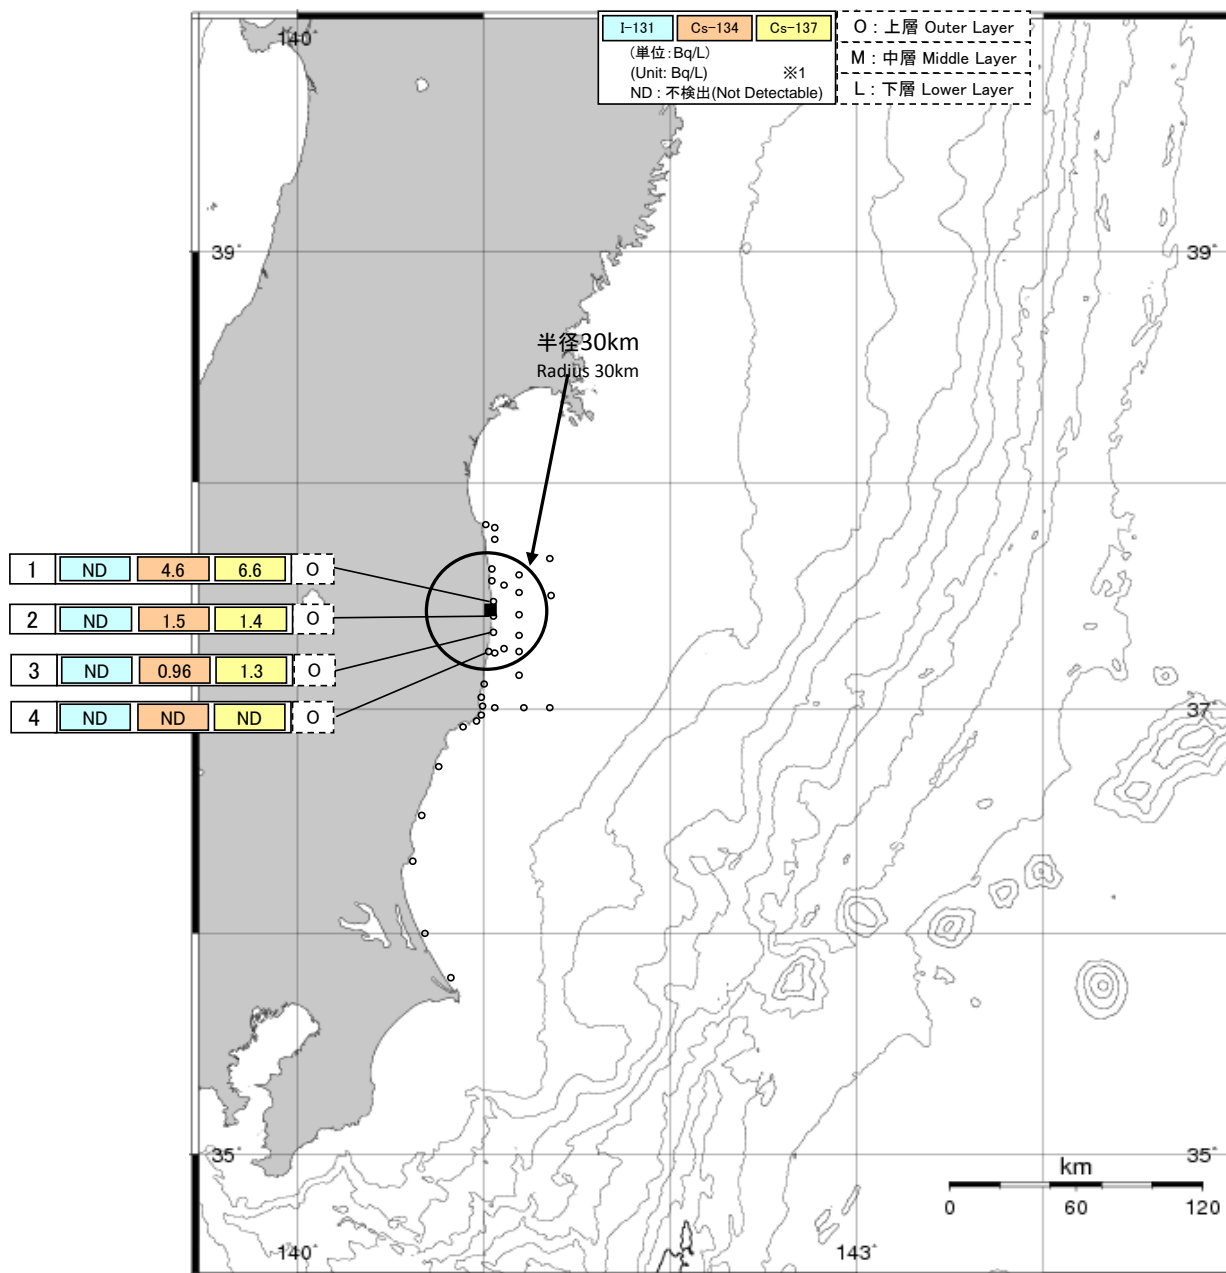 140°
I-131 Cs-134 Cs-137
(単位:Bq/L)
(Unit: Bq/L) ※1
ND : 不検出(Not Detectable)
O : 上層 Outer Layer
M : 中層 Middle Layer
L : 下層 Lower Layer
39° 39°
半径30km
Radius 30km
1 ND 4.6 6.6 O
2 ND 1.5 1.4 O
3 ND 0.96 1.3 O
4 ND ND ND O
37° 37°
35° 35°
km
0 60 120
140° 143°